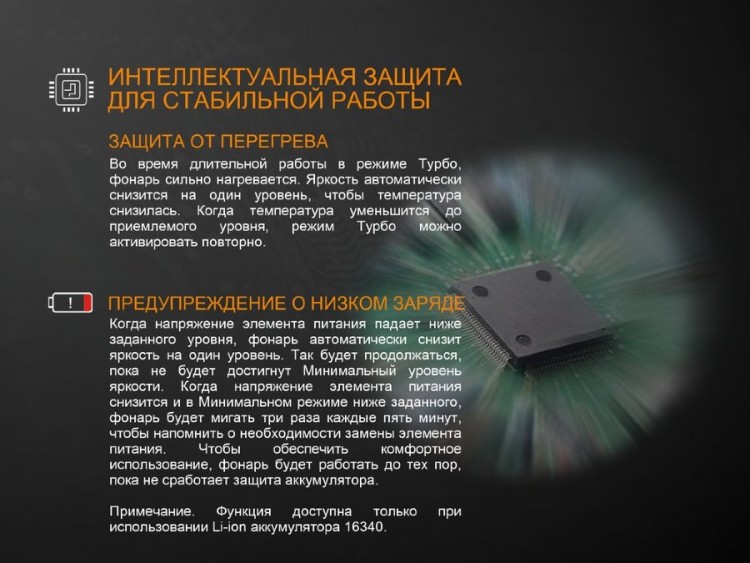 ИНТЕЛЛЕКТУАЛЬНАЯ ЗАЩИТА
ДЛЯ СТАБИЛЬНОЙ РАБОТЫ
ЗАЩИТА ОТ ПЕРЕГРЕВА
Во время длительной работы в режиме Турбо,
фонарь сильно нагревается. Яркость автоматически
снизится на один уровень, чтобы температура
снизилась. Когда температура уменьшится до
приемлемого уровня, режим Турбо можно
активировать повторно.
!
ПРЕДУПРЕЖДЕНИЕ О НИЗКОМ ЗАРЯДЕ
Когда напряжение элемента питания падает ниже
заданного уровня, фонарь автоматически снизит
яркость на один уровень. Так будет продолжаться,
пока не будет достигнут Минимальный уровень
яркости. Когда напряжение элемента питания
снизится и в Минимальном режиме ниже заданного,
фонарь будет мигать три раза каждые пять минут,
чтобы напомнить о необходимости замены элемента
питания. Чтобы обеспечить комфортное
использование, фонарь будет работать до тех пор,
пока не сработает защита аккумулятора.
Примечание. Функция доступна только при
использовании Li-ion аккумулятора 16340.